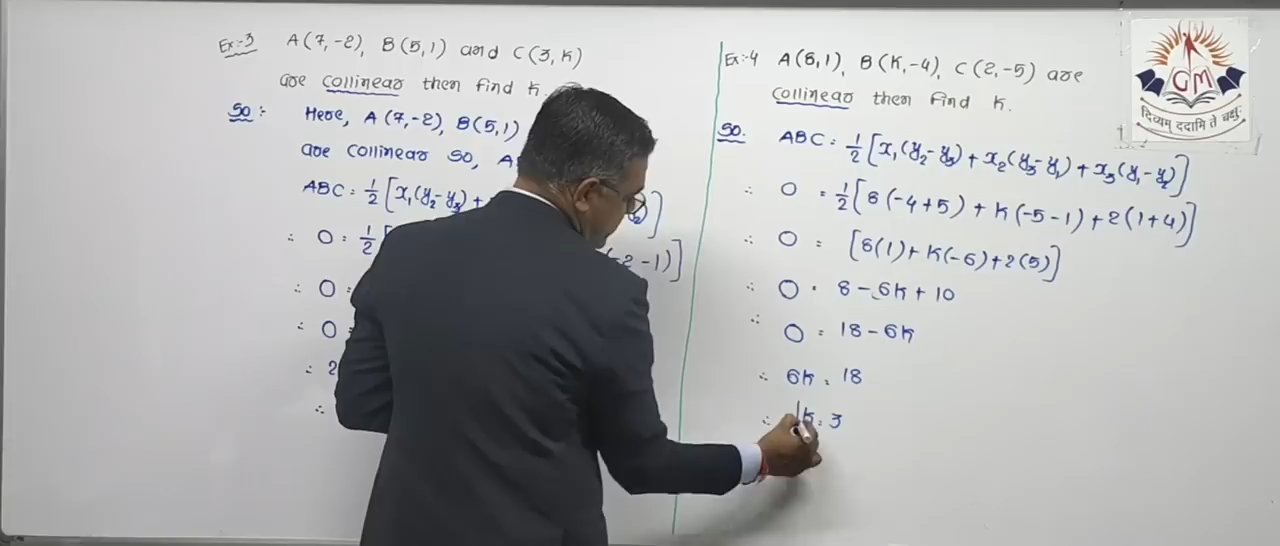 Ex:-3 A(7,-2), B(5,1) and C(3,K)
are collinear then find K.
So: Here, A(7,-2), B(5,1)
are collinear so,
ABC = 1/2 [x₁(y₂-y₃)+
∴ 0 = 1/2
-2-1)]
∴ 0 =
∴ 0 =
∴ 2
∴
Ex:-4 A(8,1), B(K,-4), C(2,-5) are
collinear then find K.
So. ABC = 1/2 [x₁(y₂-y₃)+x₂(y₃-y₁)+x₃(y₁-y₂)]
∴ 0 = 1/2 [8(-4+5)+K(-5-1)+2(1+4)]
∴ 0 = [8(1)+K(-6)+2(5)]
∴ 0 = 8-6K+10
∴ 0 = 18-6K
∴ 6K = 18
∴ K = 3
GM
दिव्यम् ददामि ते चक्षुः